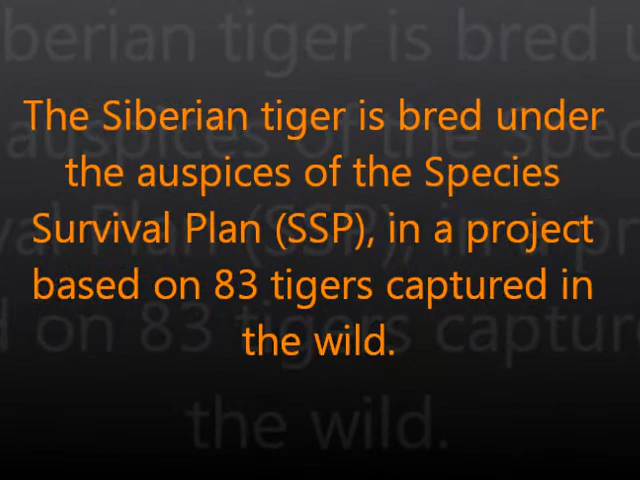 The Siberian tiger is bred under
the auspices of the Species
Survival Plan (SSP), in a project
based on 83 tigers captured in
the wild.